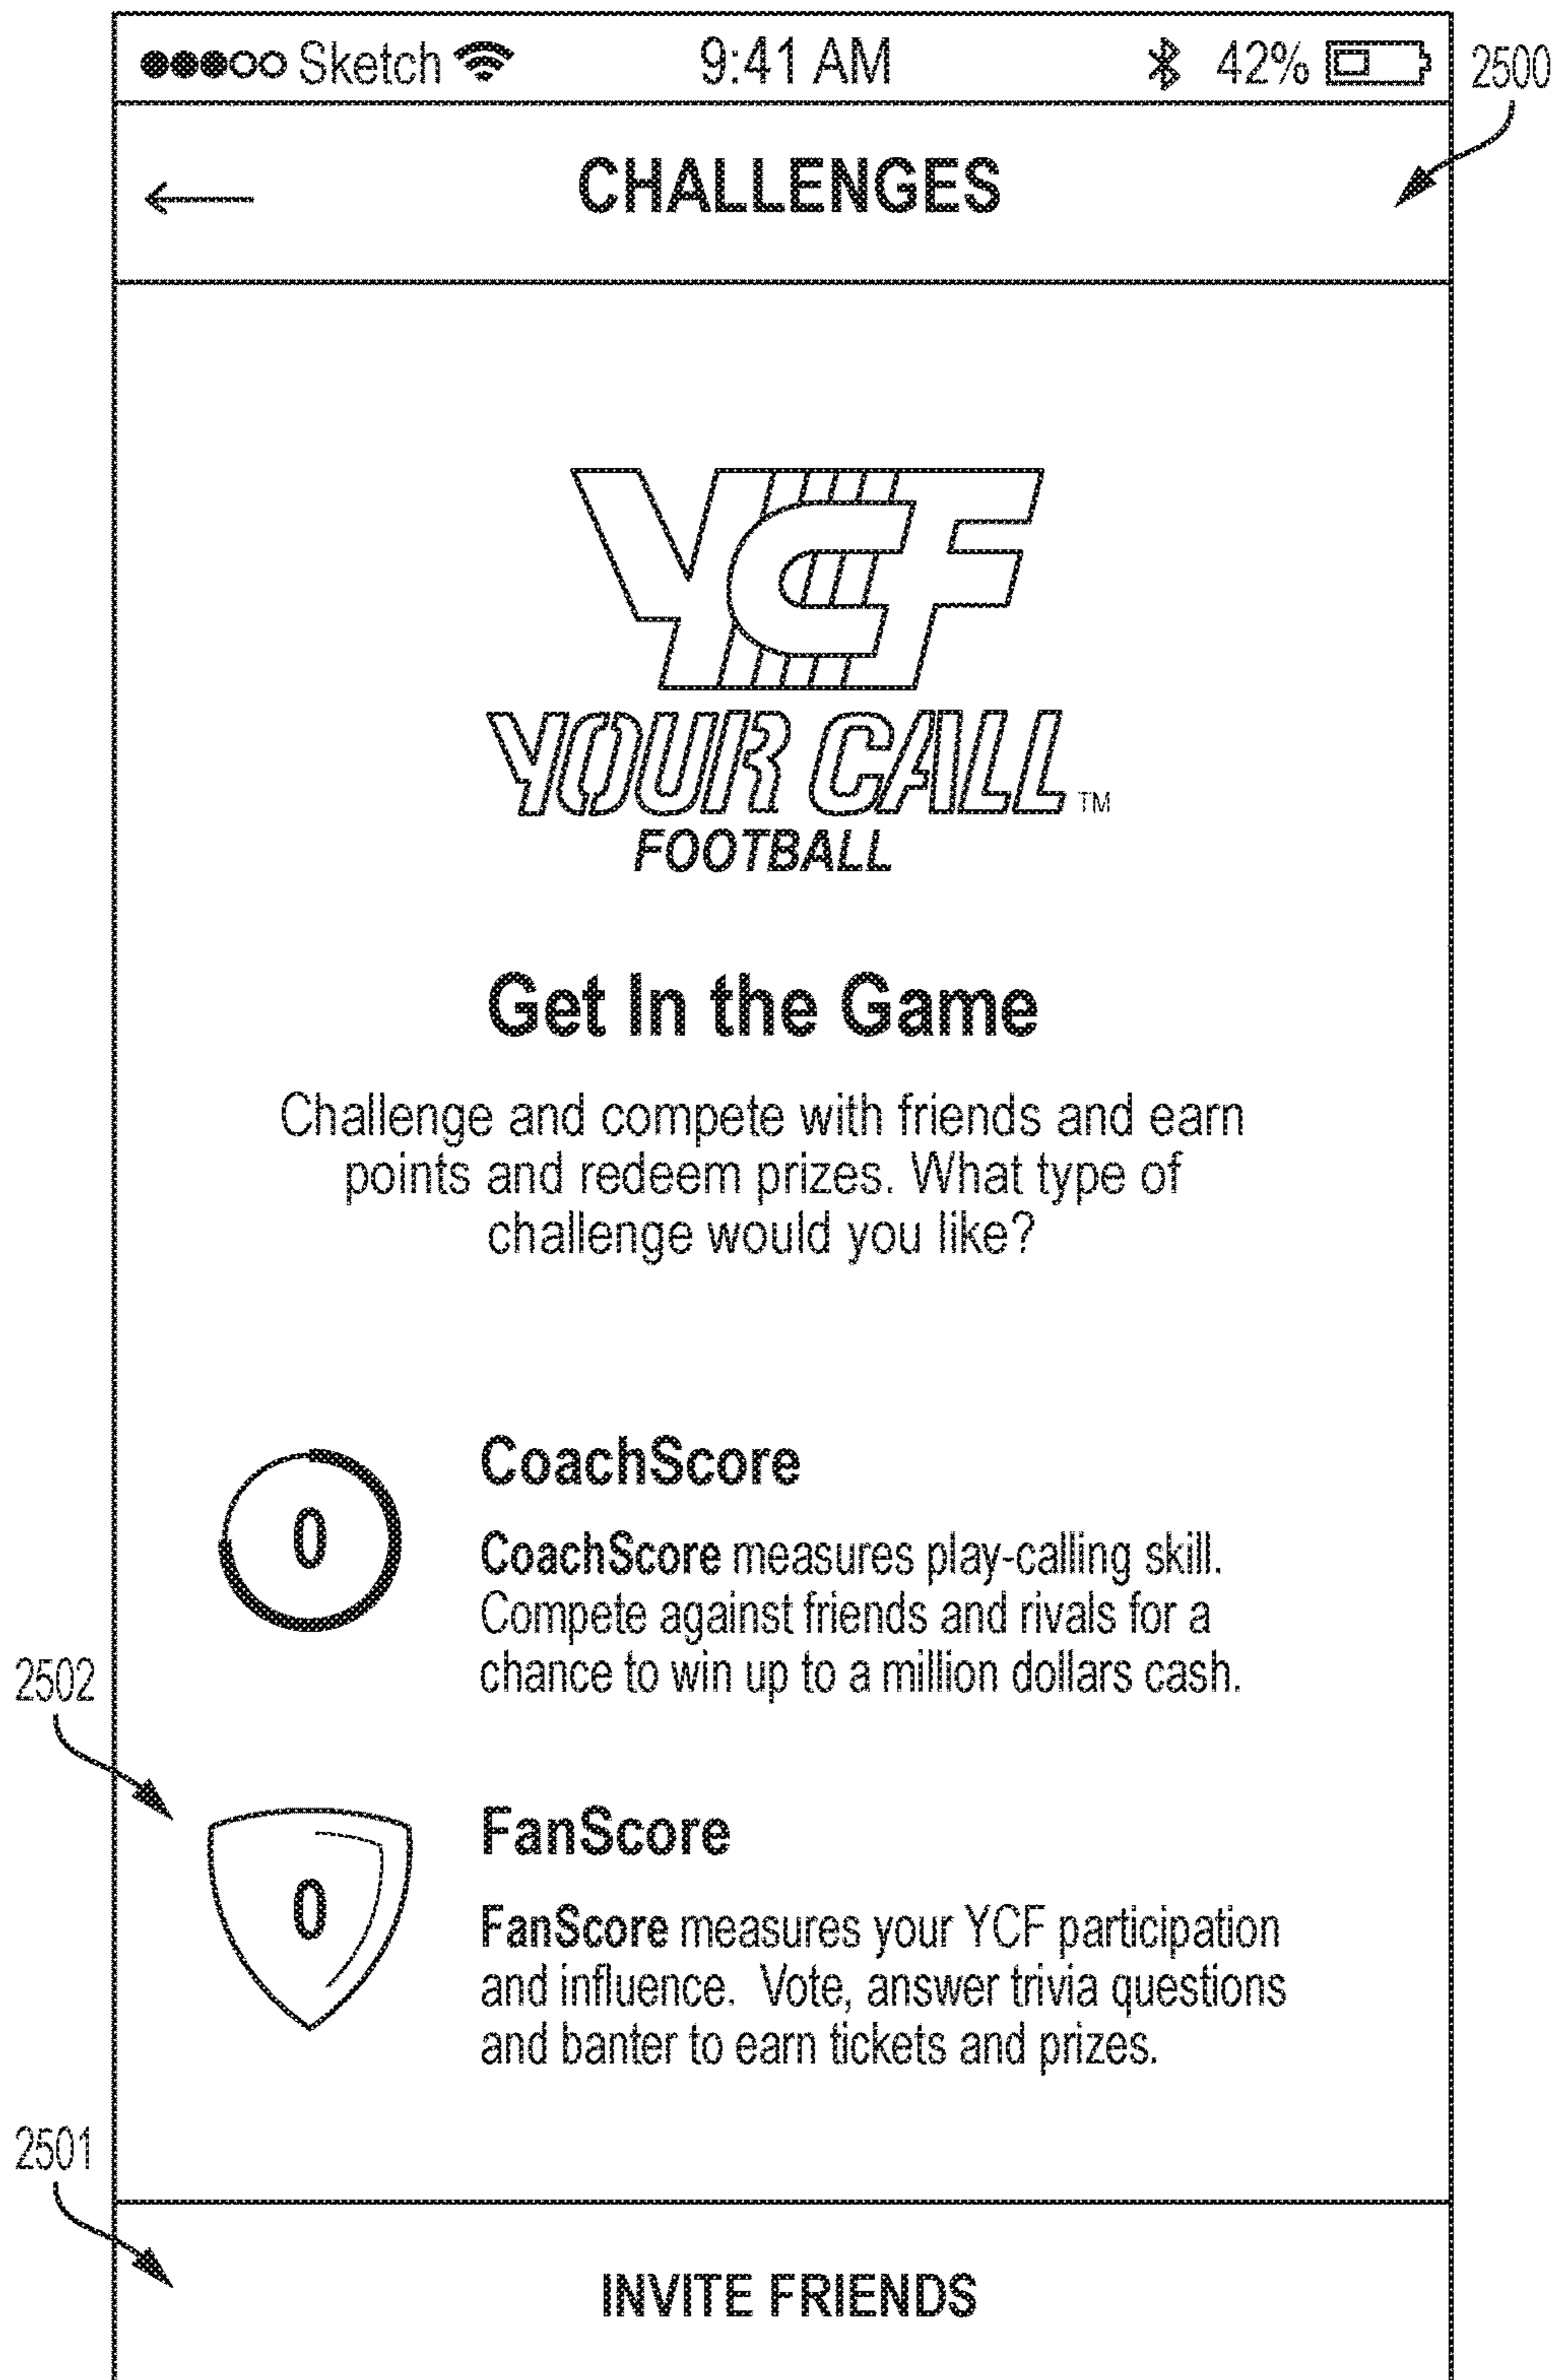 Sketch 9:41 AM 42%
2500
CHALLENGES
YCF
YOUR CALL TM
FOOTBALL
Get In the Game
Challenge and compete with friends and earn
points and redeem prizes. What type of
challenge would you like?
0
CoachScore
CoachScore measures play-calling skill.
Compete against friends and rivals for a
chance to win up to a million dollars cash.
2502
0
FanScore
FanScore measures your YCF participation
and influence. Vote, answer trivia questions
and banter to earn tickets and prizes.
2501
INVITE FRIENDS